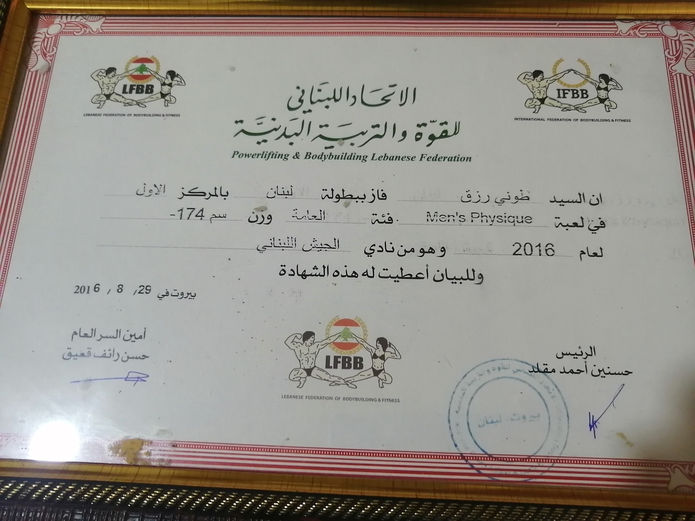 LFBB
LEBANESE FEDERATION OF BODYBUILDING & FITNESS
IFBB
INTERNATIONAL FEDERATION OF BODYBUILDING & FITNESS
الاتحاد اللبناني
للقوة والتربية البدنية
Powerlifting & Bodybuilding Lebanese Federation
ان السيد طوني رزق فاز ببطولة لبنان بالمركز الاول
في لعبة Men's Physique فئة العامة وزن 174- سم
لعام 2016 وهو من نادي الجيش اللبناني
وللبيان أعطيت له هذه الشهادة
بيروت في 29 / 8 / 2016
أمين السر العام
حسن رائف قعيق
الرئيس
حسنين أحمد مقلد
LFBB
LEBANESE FEDERATION OF BODYBUILDING & FITNESS
بيروت - لبنان